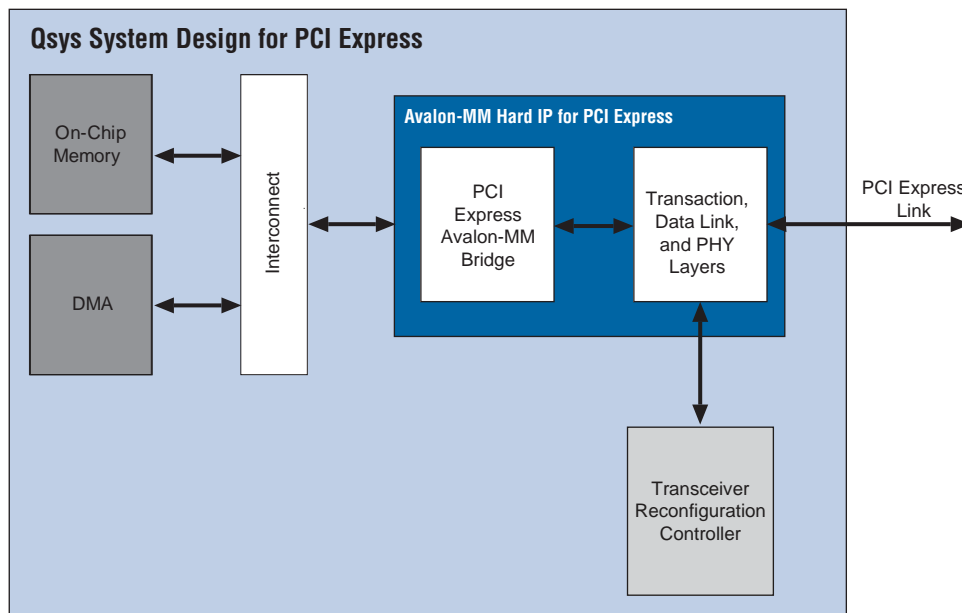 Qsys System Design for PCI Express
On-Chip
Memory
DMA
Interconnect
Avalon-MM Hard IP for PCI Express
PCI
Express
Avalon-MM
Bridge
Transaction,
Data Link,
and PHY
Layers
PCI Express
Link
Transceiver
Reconfiguration
Controller